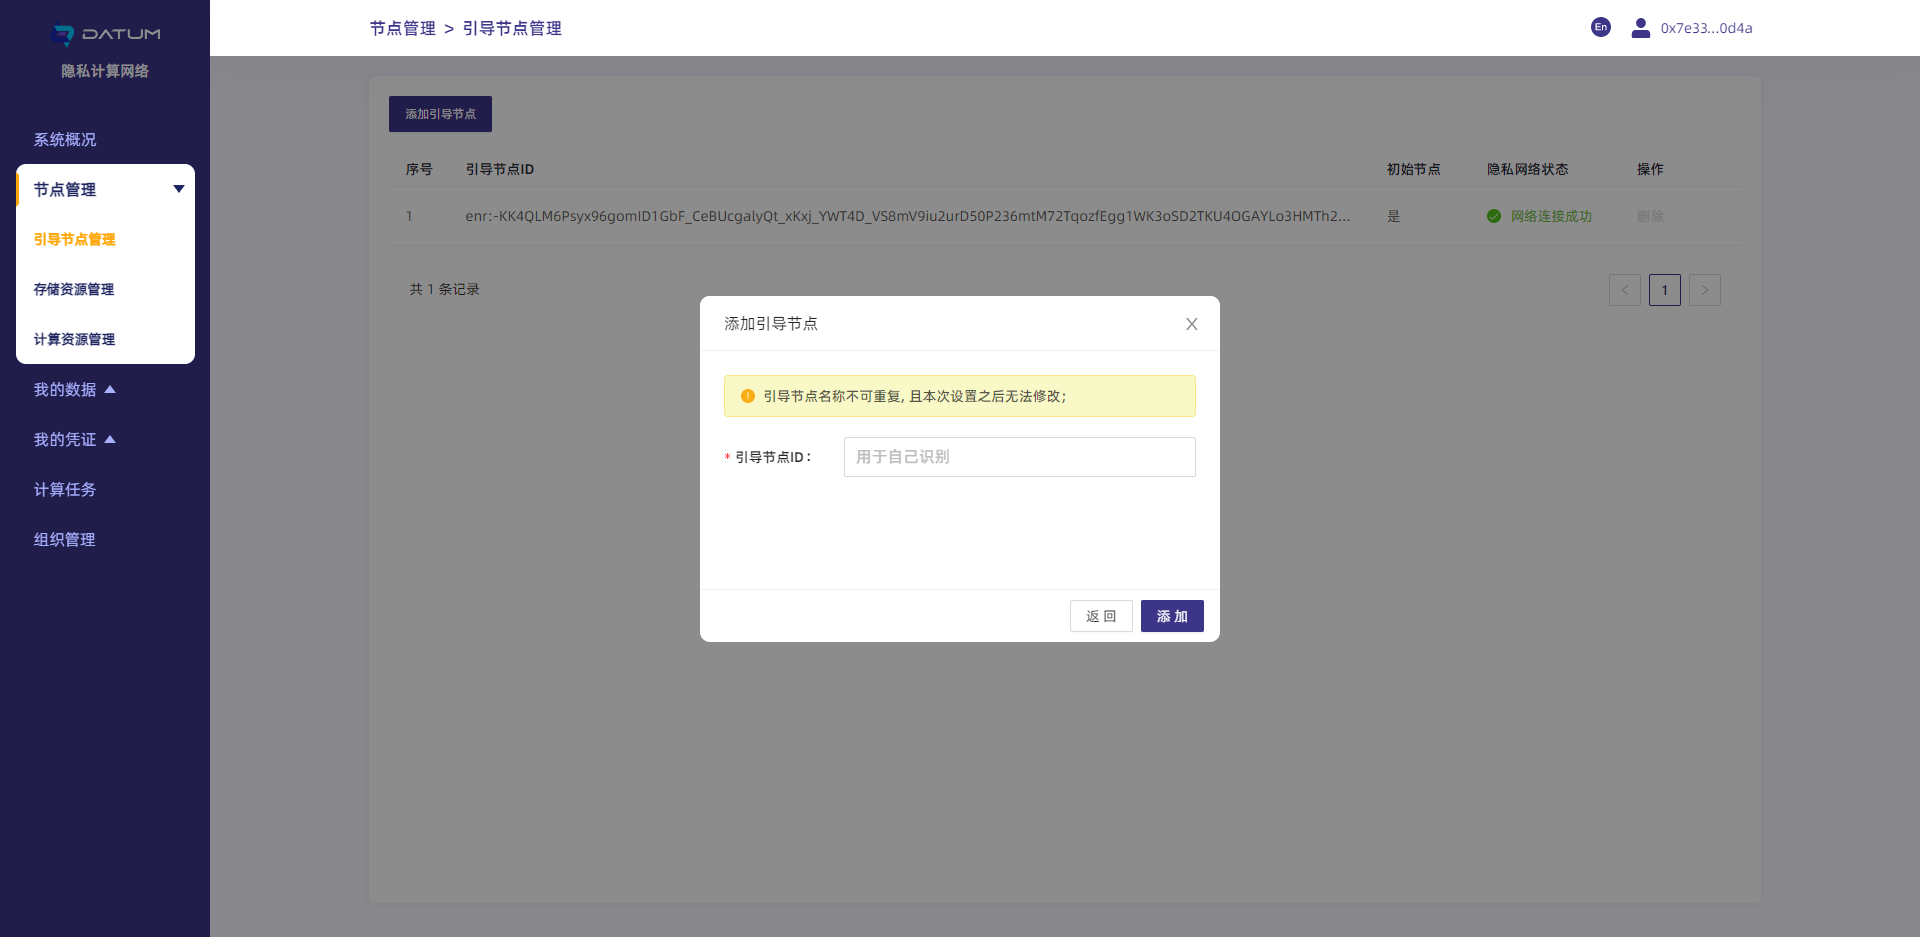 DATUM
隐私计算网络
系统概况
节点管理
引导节点管理
存储资源管理
计算资源管理
我的数据
我的凭证
计算任务
组织管理
节点管理 > 引导节点管理
En
0x7e33...0d4a
添加引导节点
序号 引导节点ID 初始节点 隐私网络状态 操作
1 enr:-KK4QLM6Psyx96gomID1GbF_CeBUcgalyQt_xKxj_YWT4D_VS8mV9iu2urD50P236mtM72TqozfEgg1WK3oSD2TKU4OGAYLo3HMTh2... 是 网络连接成功 删除
共 1 条记录
< 1 >
添加引导节点
X
引导节点名称不可重复, 且本次设置之后无法修改;
* 引导节点ID：
用于自己识别
返 回
添 加